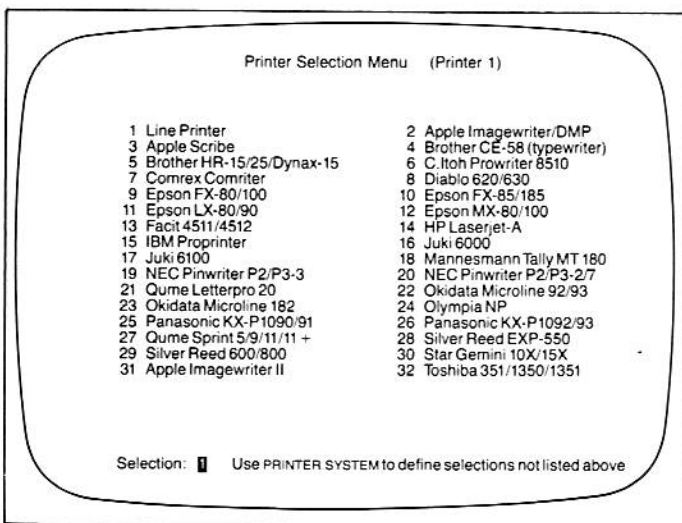 Printer Selection Menu (Printer 1)
1 Line Printer 2 Apple Imagewriter/DMP
3 Apple Scribe 4 Brother CE-58 (typewriter)
5 Brother HR-15/25/Dynax-15 6 C.Itoh Prowriter 8510
7 Comrex Comriter 8 Diablo 620/630
9 Epson FX-80/100 10 Epson FX-85/185
11 Epson LX-80/90 12 Epson MX-80/100
13 Facit 4511/4512 14 HP Laserjet-A
15 IBM Proprinter 16 Juki 6000
17 Juki 6100 18 Mannesmann Tally MT 180
19 NEC Pinwriter P2/P3-3 20 NEC Pinwriter P2/P3-2/7
21 Qume Letterpro 20 22 Okidata Microline 92/93
23 Okidata Microline 182 24 Olympia NP
25 Panasonic KX-P1090/91 26 Panasonic KX-P1092/93
27 Qume Sprint 5/9/11/11 + 28 Silver Reed EXP-550
29 Silver Reed 600/800 30 Star Gemini 10X/15X
31 Apple Imagewriter II 32 Toshiba 351/1350/1351
Selection: 1 Use PRINTER SYSTEM to define selections not listed above